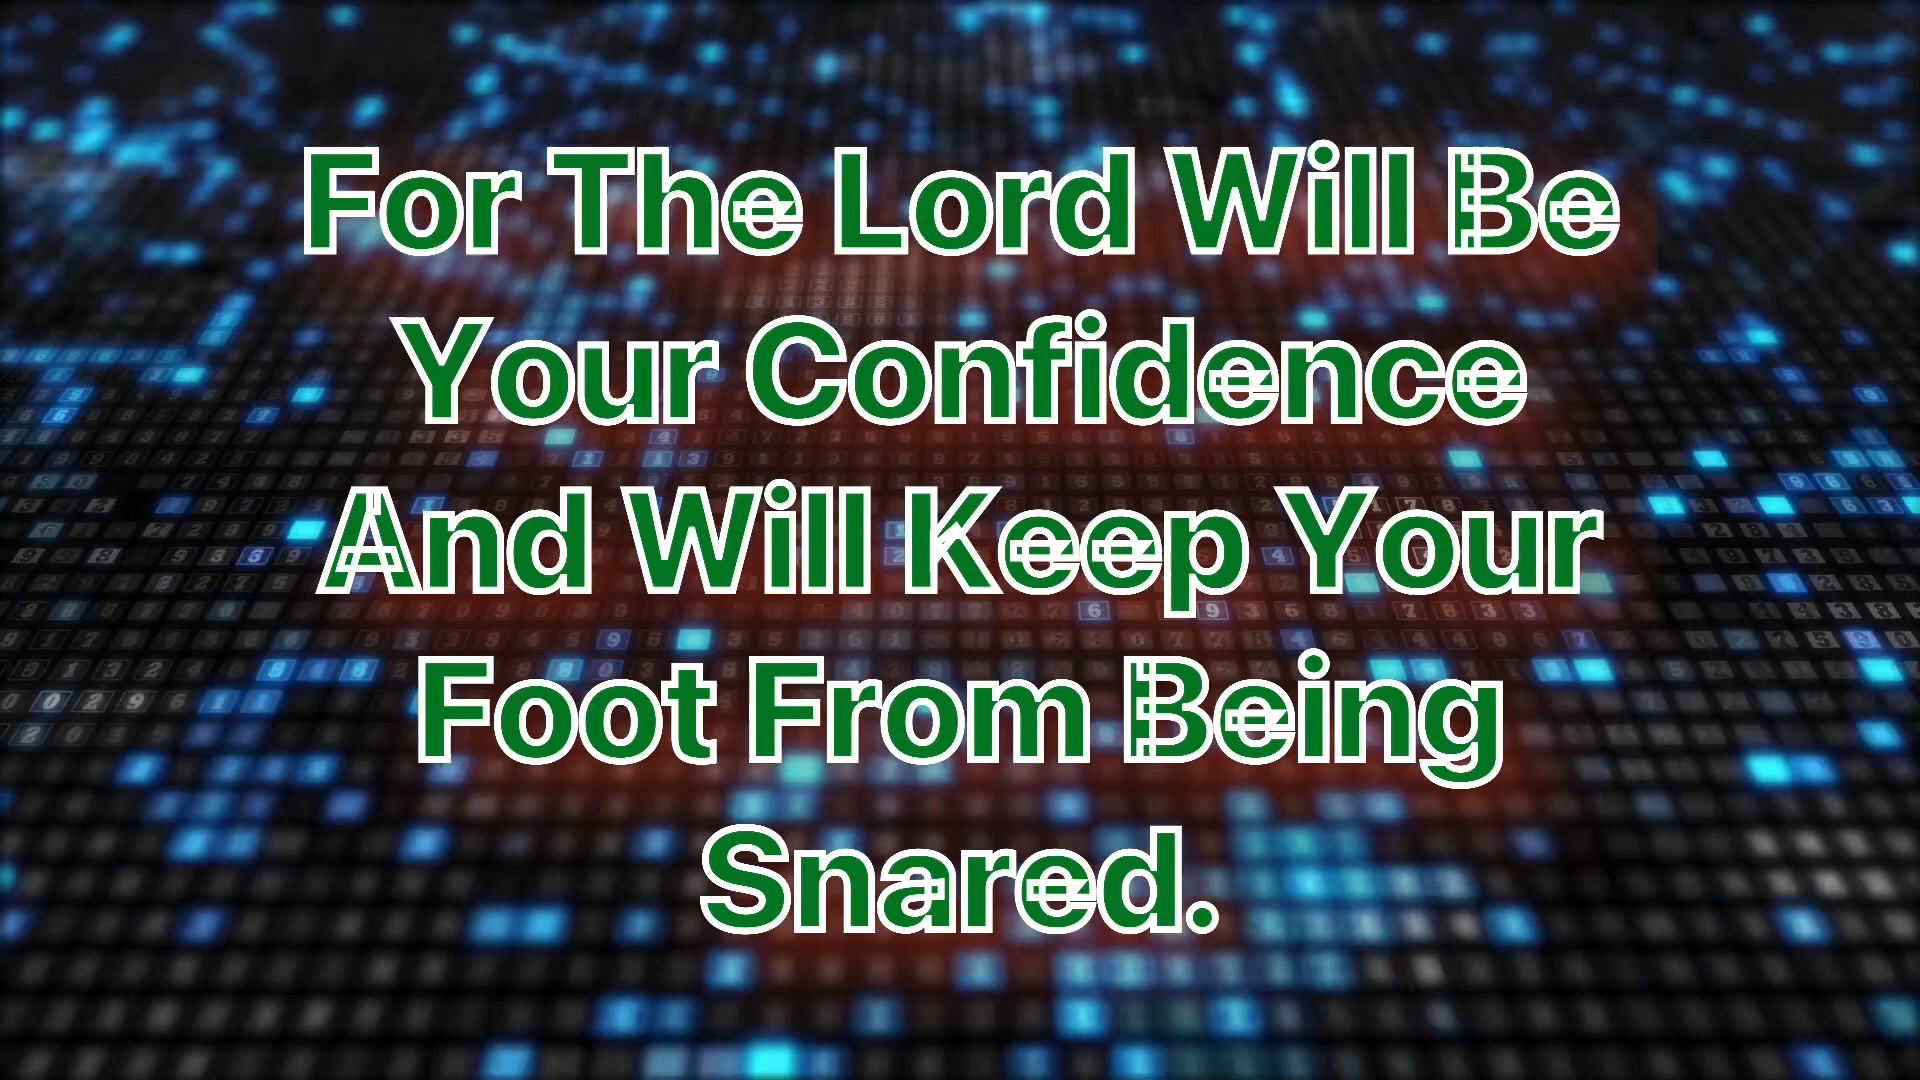 For The Lord Will Be
Your Confidence
And Will Keep Your
Foot From Being
Snared.